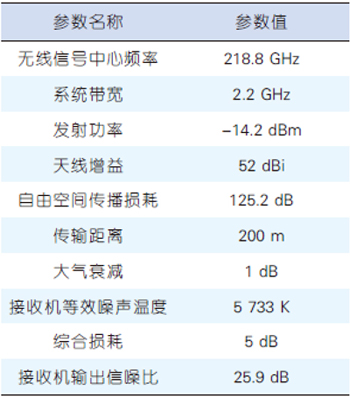 参数名称 参数值
无线信号中心频率 218.8 GHz
系统带宽 2.2 GHz
发射功率 -14.2 dBm
天线增益 52 dBi
自由空间传播损耗 125.2 dB
传输距离 200 m
大气衰减 1 dB
接收机等效噪声温度 5 733 K
综合损耗 5 dB
接收机输出信噪比 25.9 dB